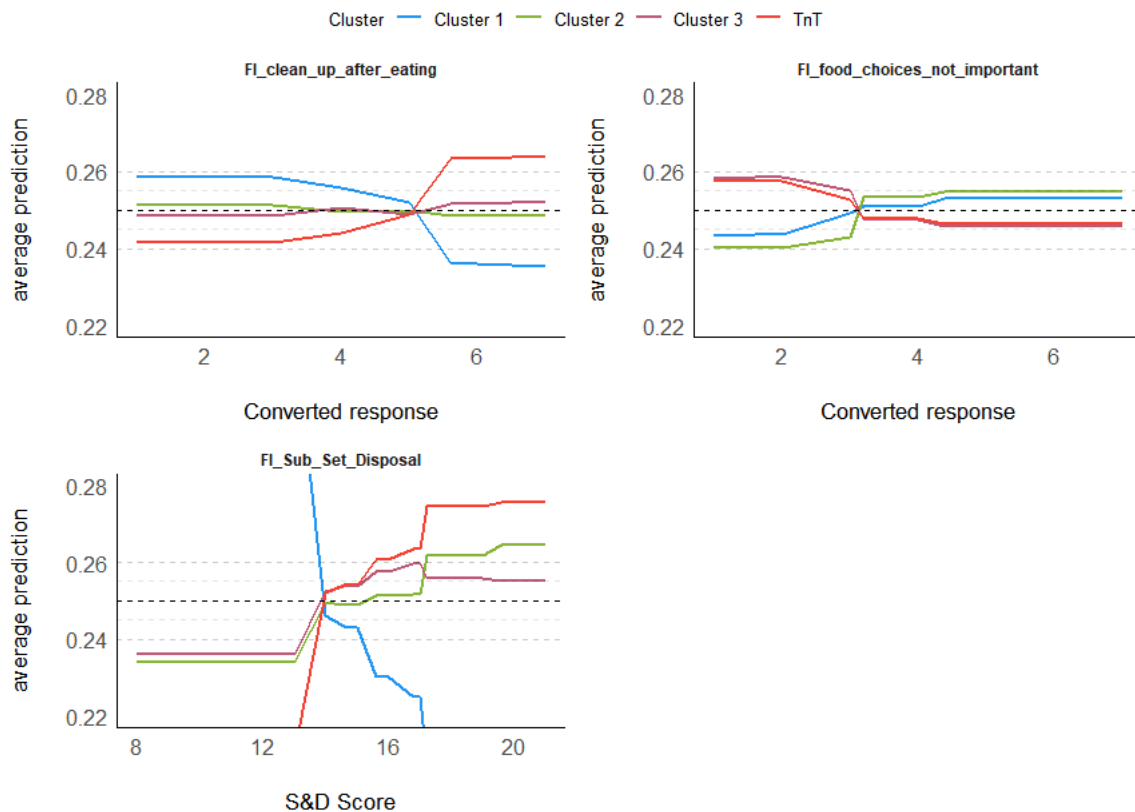 Cluster Cluster 1 Cluster 2 Cluster 3 TnT
FI_clean_up_after_eating
average prediction
0.28
0.26
0.24
0.22
2 4 6
Converted response
FI_food_choices_not_important
average prediction
0.28
0.26
0.24
0.22
2 4 6
Converted response
FI_Sub_Set_Disposal
average prediction
0.28
0.26
0.24
0.22
8 12 16 20
S&D Score